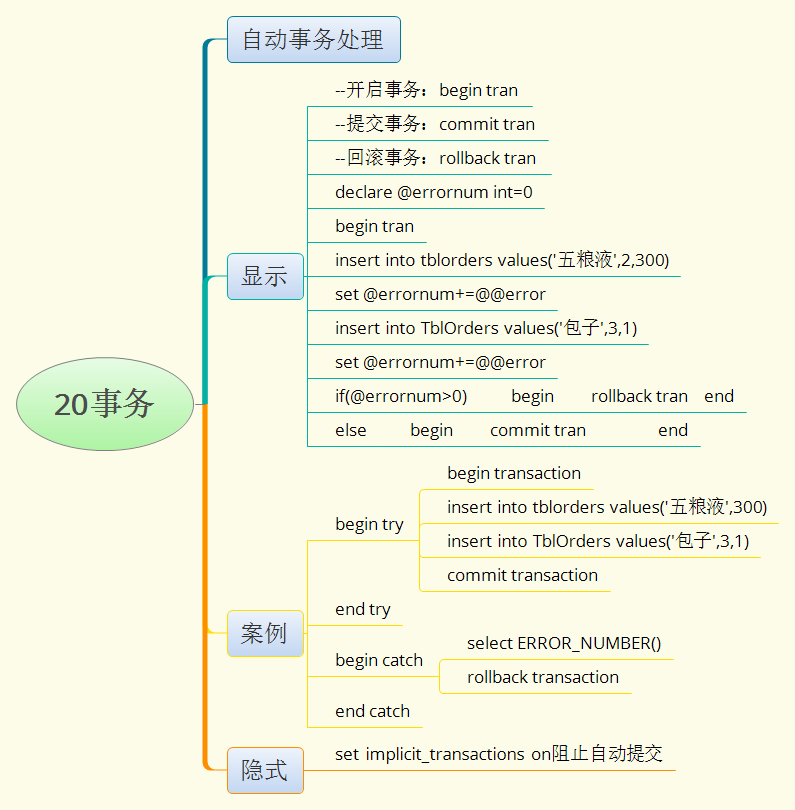 自动事务处理
--开启事务：begin tran
--提交事务：commit tran
--回滚事务：rollback tran
declare @errornum int=0
begin tran
显示
insert into tblorders values('五粮液',2,300)
set @errornum+=@@error
insert into TblOrders values('包子',3,1)
set @errornum+=@@error
if(@errornum>0) begin rollback tran end
20事务
else begin commit tran end
begin transaction
insert into tblorders values('五粮液',300)
begin try
insert into TblOrders values('包子',3,1)
commit transaction
end try
案例
select ERROR_NUMBER()
begin catch
rollback transaction
end catch
隐式
set implicit_transactions on阻止自动提交